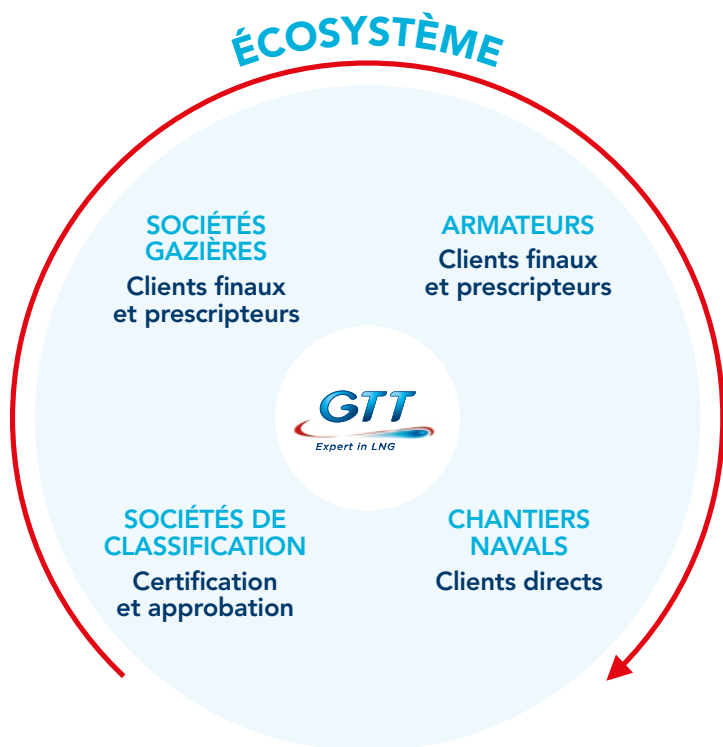 ÉCOSYSTÈME
SOCIÉTÉS
GAZIÈRES
Clients finaux
et prescripteurs
ARMATEURS
Clients finaux
et prescripteurs
GTT
Expert in LNG
SOCIÉTÉS DE
CLASSIFICATION
Certification
et approbation
CHANTIERS
NAVALS
Clients directs